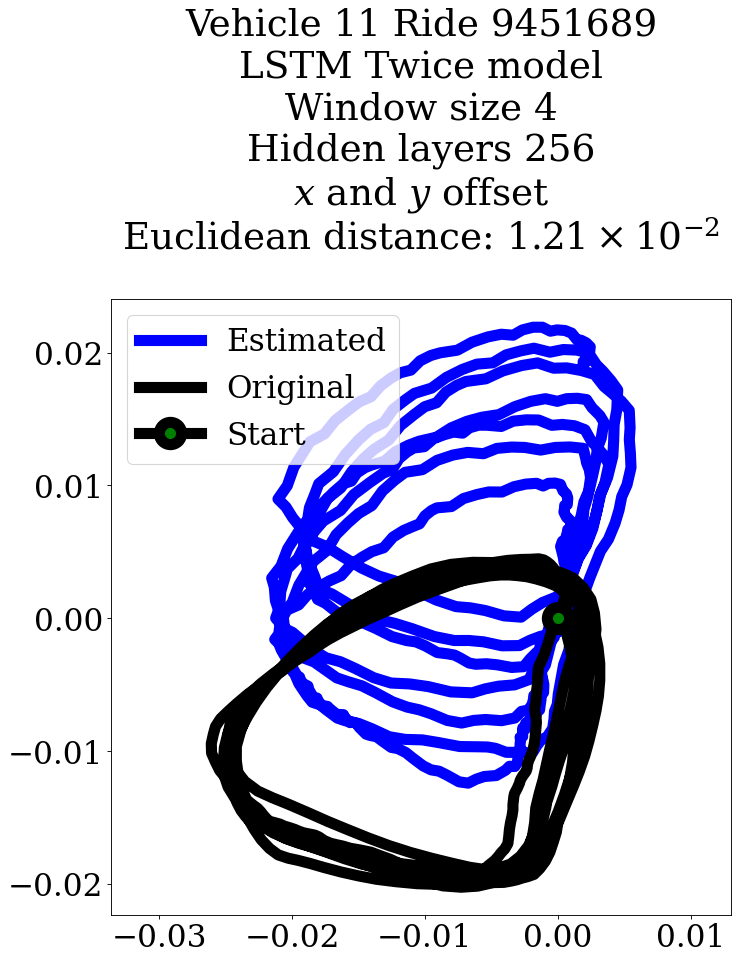 Vehicle 11 Ride 9451689
LSTM Twice model
Window size 4
Hidden layers 256
x and y offset
Euclidean distance: 1.21 × 10⁻²
Estimated
Original
Start
0.02
0.01
0.00
−0.01
−0.02
−0.03 −0.02 −0.01 0.00 0.01